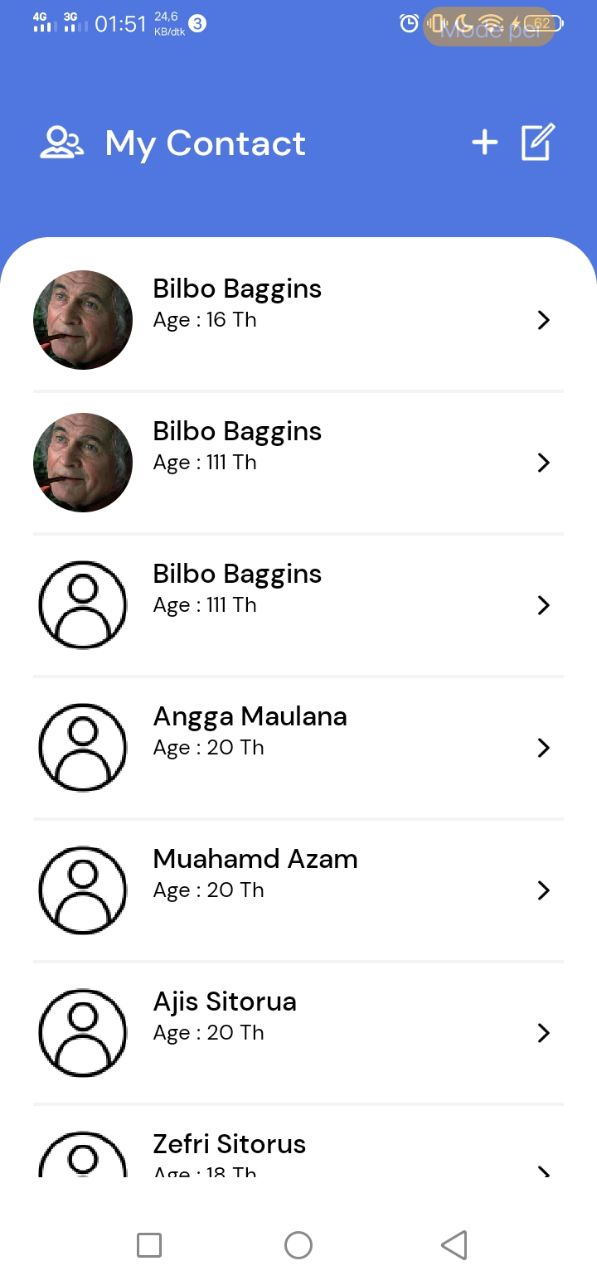 4G 3G 01:51 24,6 KB/dtk 3 62
Mode per
My Contact
Bilbo Baggins
Age : 16 Th
Bilbo Baggins
Age : 111 Th
Bilbo Baggins
Age : 111 Th
Angga Maulana
Age : 20 Th
Muahamd Azam
Age : 20 Th
Ajis Sitorua
Age : 20 Th
Zefri Sitorus
Age : 18 Th